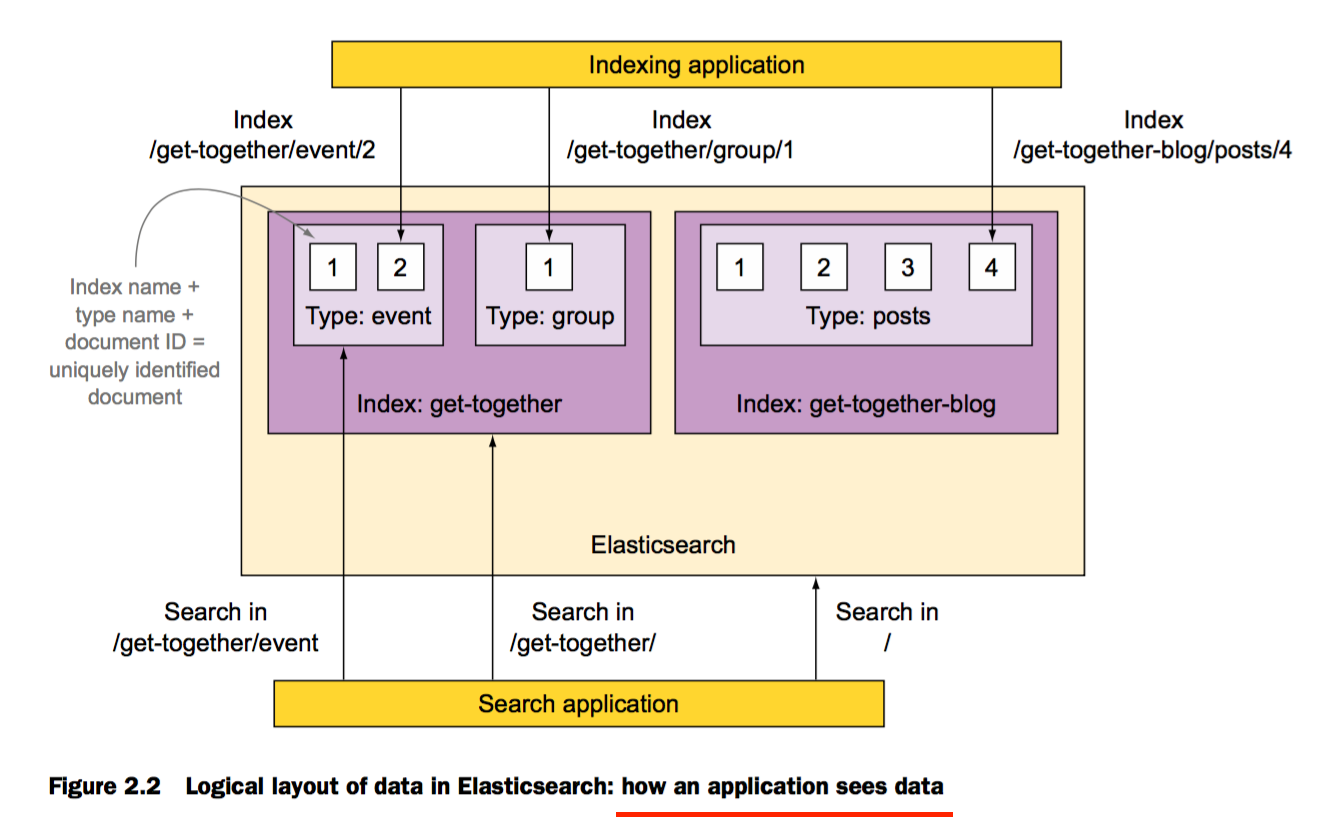 Indexing application
Index
/get-together/event/2
Index
/get-together/group/1
Index
/get-together-blog/posts/4
Index name +
type name +
document ID =
uniquely identified
document
1
2
Type: event
1
Type: group
Index: get-together
1
2
3
4
Type: posts
Index: get-together-blog
Elasticsearch
Search in
/get-together/event
Search in
/get-together/
Search in
/
Search application
Figure 2.2 Logical layout of data in Elasticsearch: how an application sees data